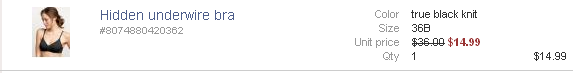 Hidden underwire bra
#8074880420362
Color true black knit
Size 36B
Unit price $36.00 $14.99
Qty 1 $14.99